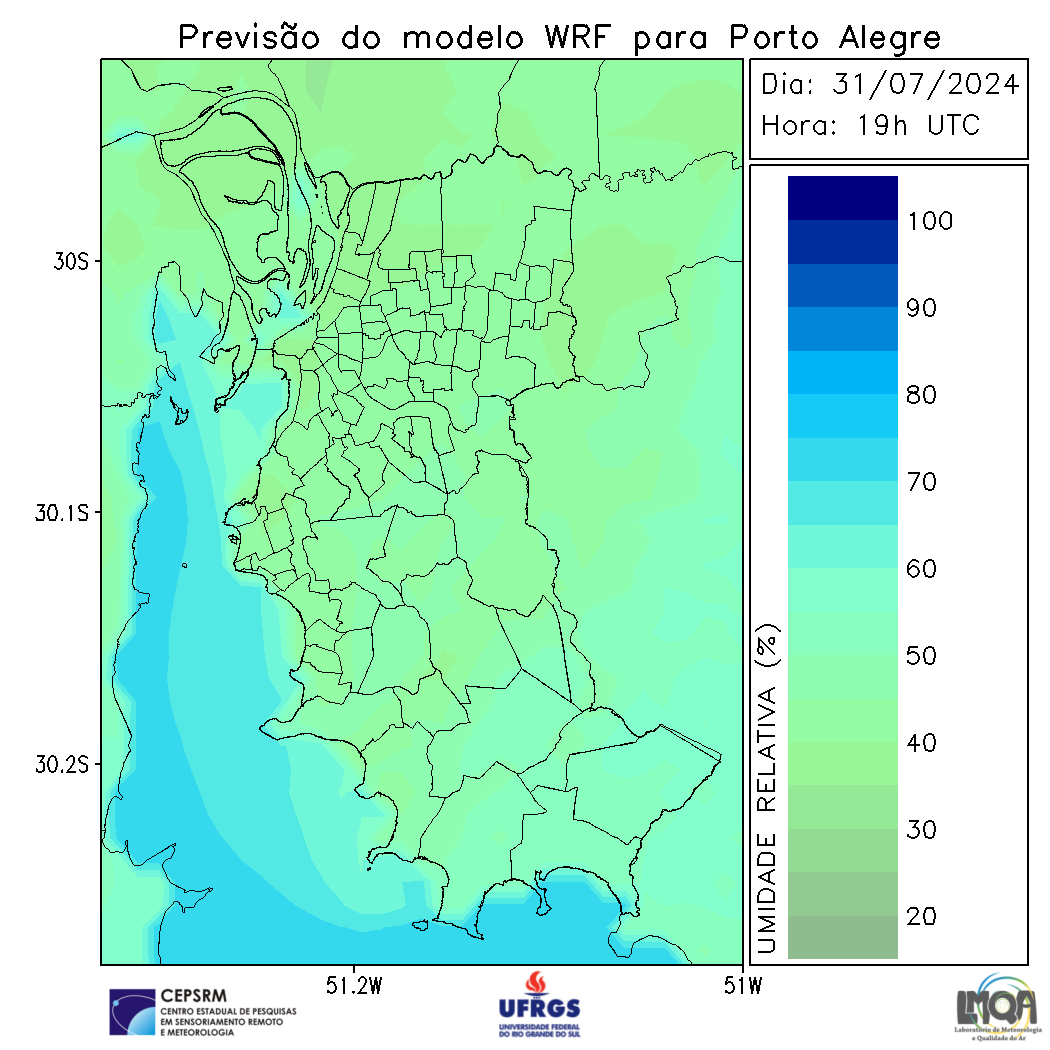 Previsão do modelo WRF para Porto Alegre
Dia: 31/07/2024
Hora: 19h UTC
30S
30.1S
30.2S
51.2W
51W
UMIDADE RELATIVA (%)
100
90
80
70
60
50
40
30
20
CEPSRM
CENTRO ESTADUAL DE PESQUISAS
EM SENSORIAMENTO REMOTO
E METEOROLOGIA
UFRGS
UNIVERSIDADE FEDERAL
DO RIO GRANDE DO SUL
LMQA
Laboratório de Meteorologia
e Qualidade do Ar